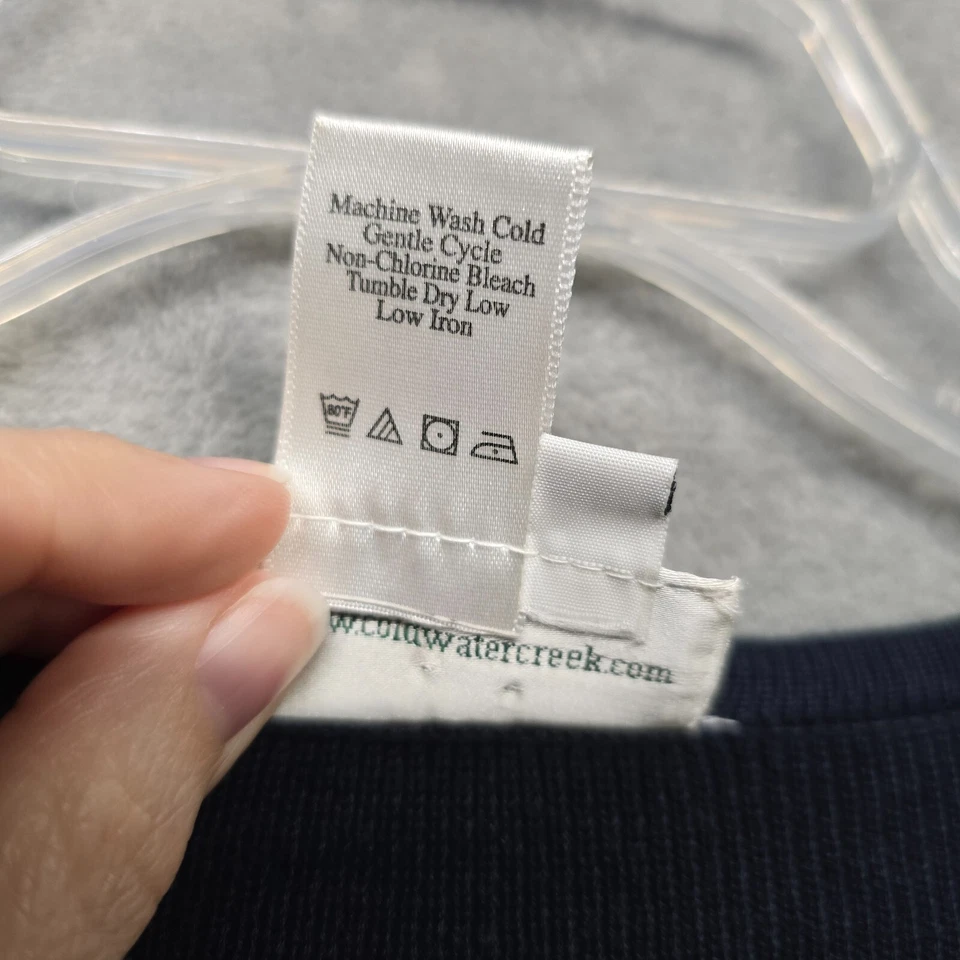 Machine Wash Cold
Gentle Cycle
Non-Chlorine Bleach
Tumble Dry Low
Low Iron
80°F
w.coldwatercreek.com